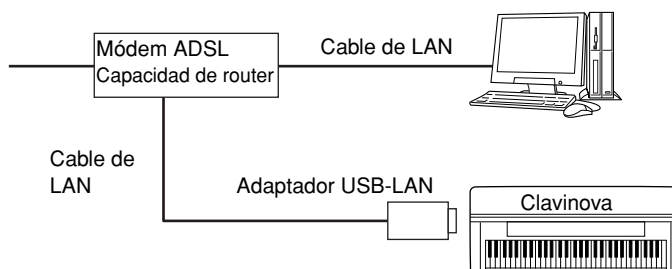 Módem ADSL
Capacidad de router
Cable de LAN
Cable de
LAN
Adaptador USB-LAN
Clavinova